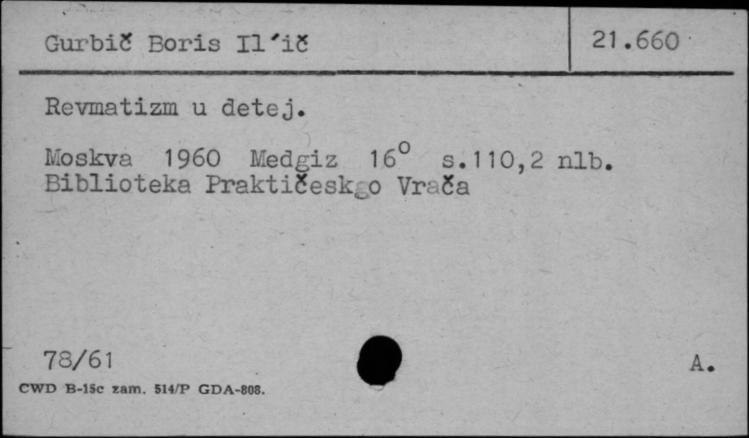 Gurbič Boris Il´ič 21.660
Revmatizm u detej.
Moskva 1960 Medgiz 16° s.110,2 nlb.
Biblioteka Praktičeskgo Vrača
78/61 A.
CWD B-15c zam. 514/P GDA-808.